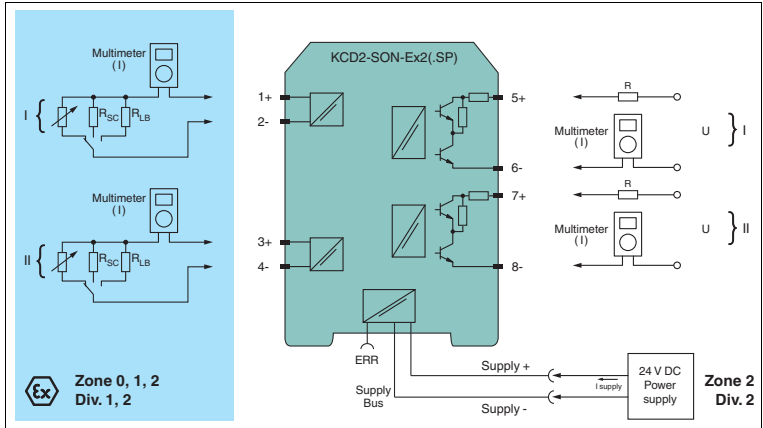 KCD2-SON-Ex2(.SP)
Multimeter
(I)
I
RSC
RLB
1+
2-
5+
6-
R
Multimeter
(I)
U
I
Multimeter
(I)
II
RSC
RLB
3+
4-
7+
8-
R
Multimeter
(I)
U
II
ERR
Supply
Bus
Supply +
Supply -
I supply
24 V DC
Power
supply
Zone 2
Div. 2
Ex
Zone 0, 1, 2
Div. 1, 2